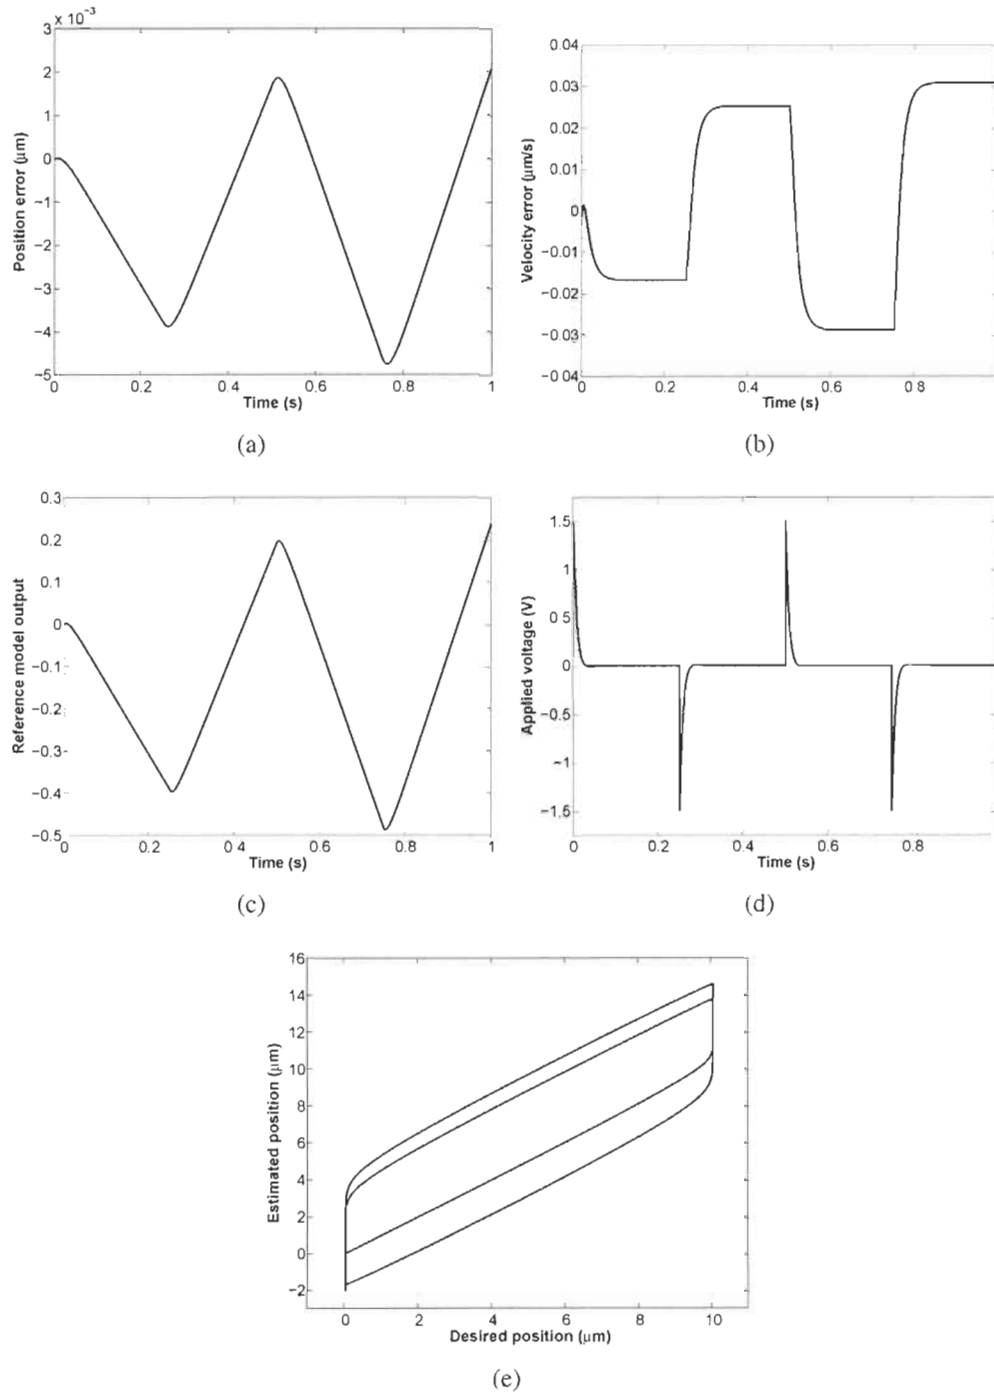 × 10⁻³
3
2
1
0
−1
−2
−3
−4
−5
Position error (µm)
0 0.2 0.4 0.6 0.8 1
Time (s)
(a)
0.04
0.03
0.02
0.01
0
−0.01
−0.02
−0.03
−0 04
Velocity error (µm/s)
0 0.2 0.4 0.6 0 8
Time (s)
(b)
0.3
0.2
0.1
0
−0.1
−0.2
−0.3
−0.4
−0.5
Reference model output
0 0.2 0.4 0.6 0.8 1
Time (s)
(c)
1.5
1
0 5
0
−0.5
−1
−1.5
Applied voltage (V)
0 0.2 0.4 0.6 0.8
Time (s)
(d)
16
14
12
10
8
6
4
2
0
−2
Estimated position (µm)
0 2 4 6 8 10
Desired position (µm)
(e)